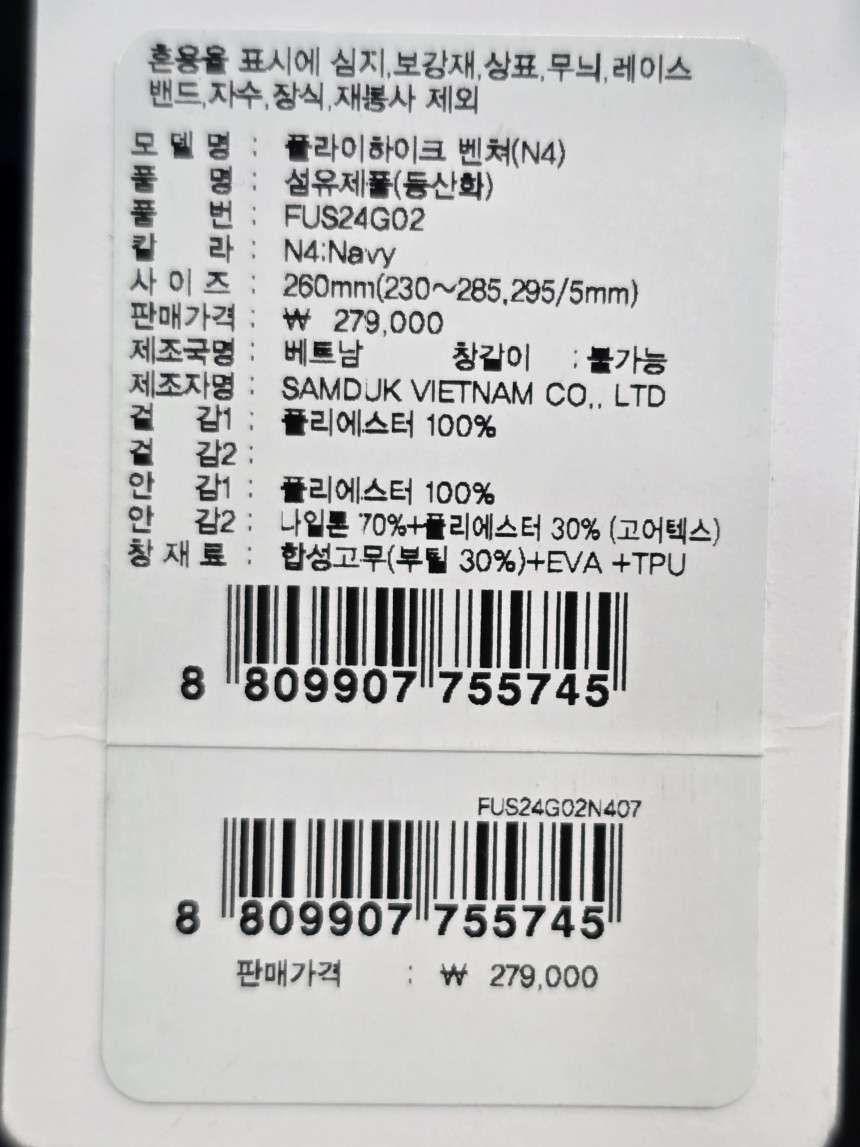 혼용율 표시에 심지,보강재,상표,무늬,레이스
밴드,자수,장식,재봉사 제외
모 델 명 : 플라이하이크 벤쳐(N4)
품 명 : 섬유제품(등산화)
품 번 : FUS24G02
칼 라 : N4:Navy
사 이 즈 : 260mm(230~285,295/5mm)
판매가격 : ₩ 279,000
제조국명 : 베트남 창갈이 : 불가능
제조자명 : SAMDUK VIETNAM CO., LTD
겉 감1 : 폴리에스터 100%
겉 감2 :
안 감1 : 폴리에스터 100%
안 감2 : 나일론 70%+폴리에스터 30% (고어텍스)
창 재 료 : 합성고무(부틸 30%)+EVA +TPU
8 809907 755745
FUS24G02N407
8 809907 755745
판매가격 : ₩ 279,000